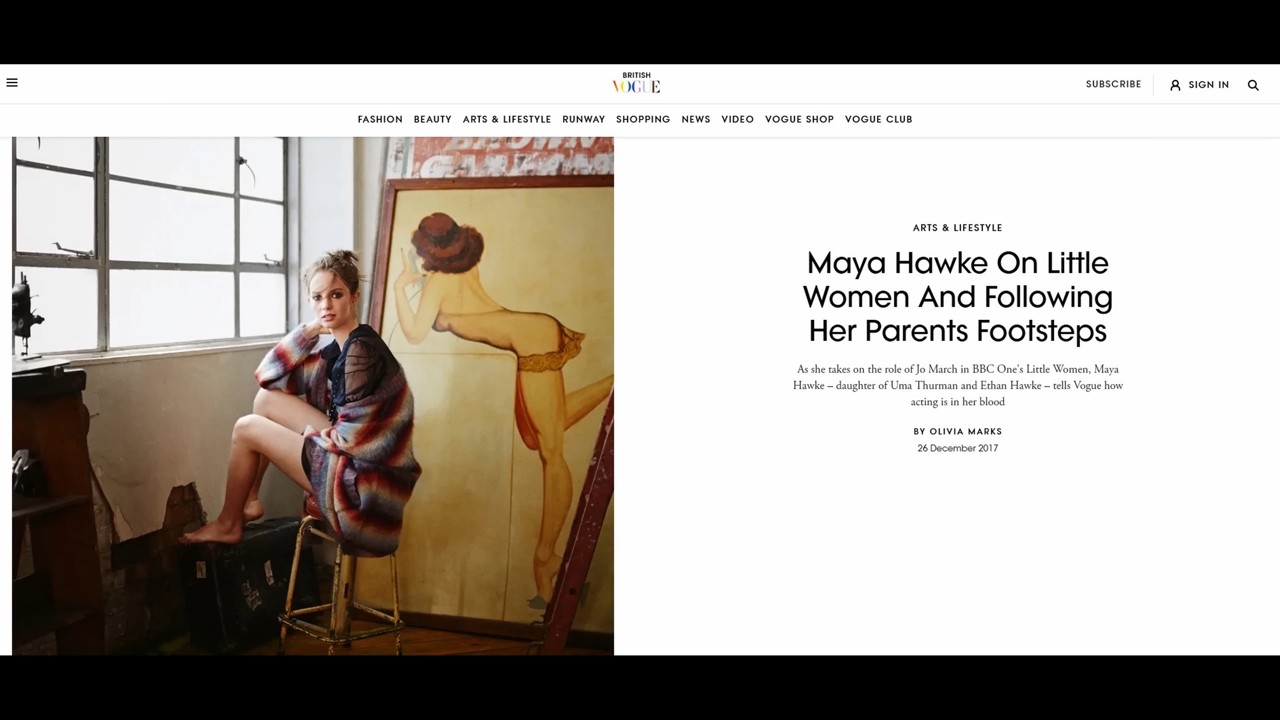 BRITISH
VOGUE
SUBSCRIBE
SIGN IN
FASHION BEAUTY ARTS & LIFESTYLE RUNWAY SHOPPING NEWS VIDEO VOGUE SHOP VOGUE CLUB
ARTS & LIFESTYLE
Maya Hawke On Little
Women And Following
Her Parents Footsteps
As she takes on the role of Jo March in BBC One's Little Women, Maya
Hawke – daughter of Uma Thurman and Ethan Hawke – tells Vogue how
acting is in her blood
BY OLIVIA MARKS
26 December 2017